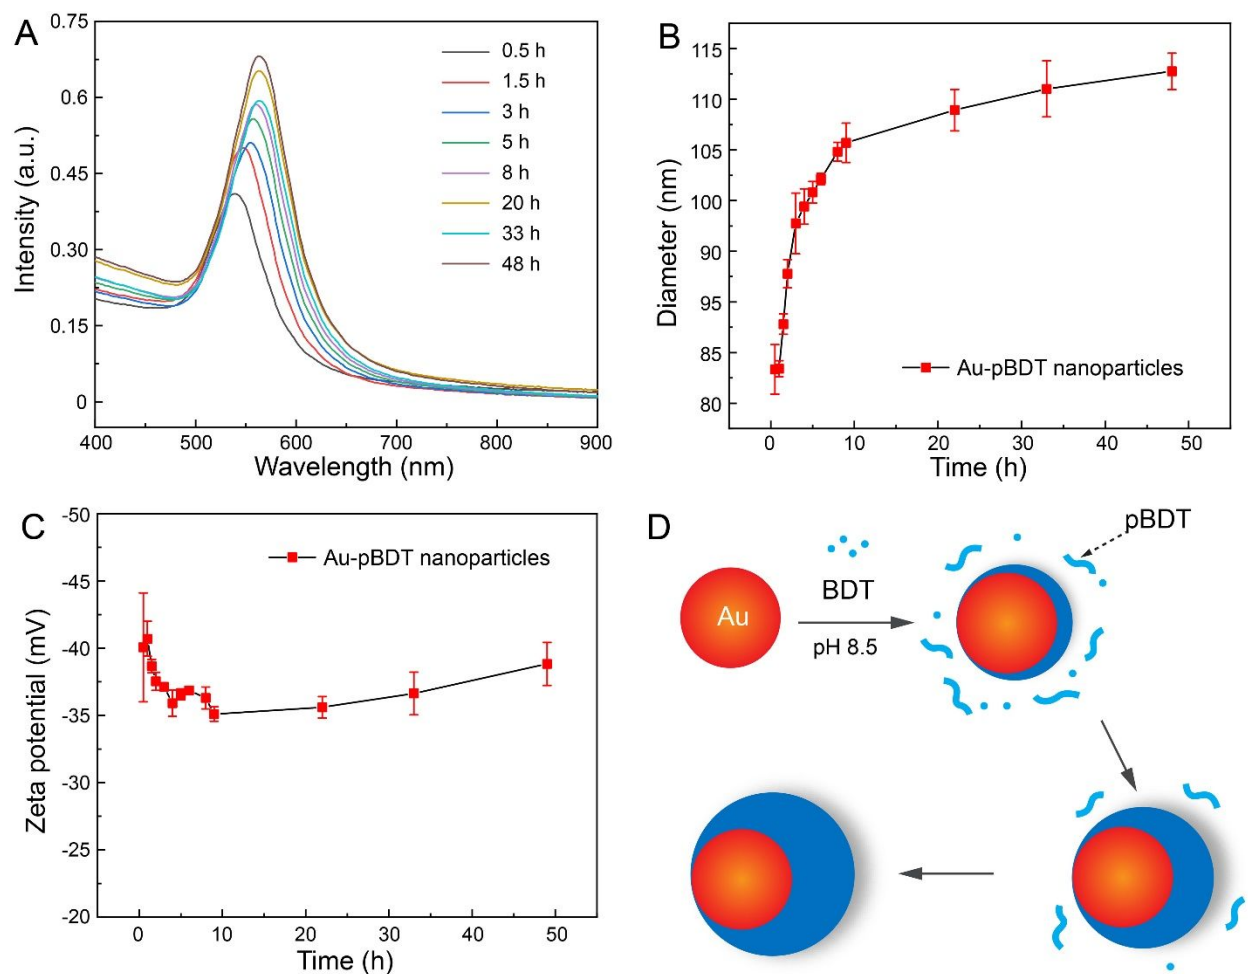 A
0.75
0.6
0.45
0.30
0.15
0
Intensity (a.u.)
400
500
600
700
800
900
Wavelength (nm)
0.5 h
1.5 h
3 h
5 h
8 h
20 h
33 h
48 h
B
115
110
105
100
90
95
85
80
Diameter (nm)
Au-pBDT nanoparticles
0
10
20
30
40
50
Time (h)
C
-50
-45
-40
-35
-30
-25
-20
Zeta potential (mV)
Au-pBDT nanoparticles
0
10
20
30
40
50
Time (h)
D
pBDT
BDT
Au
pH 8.5